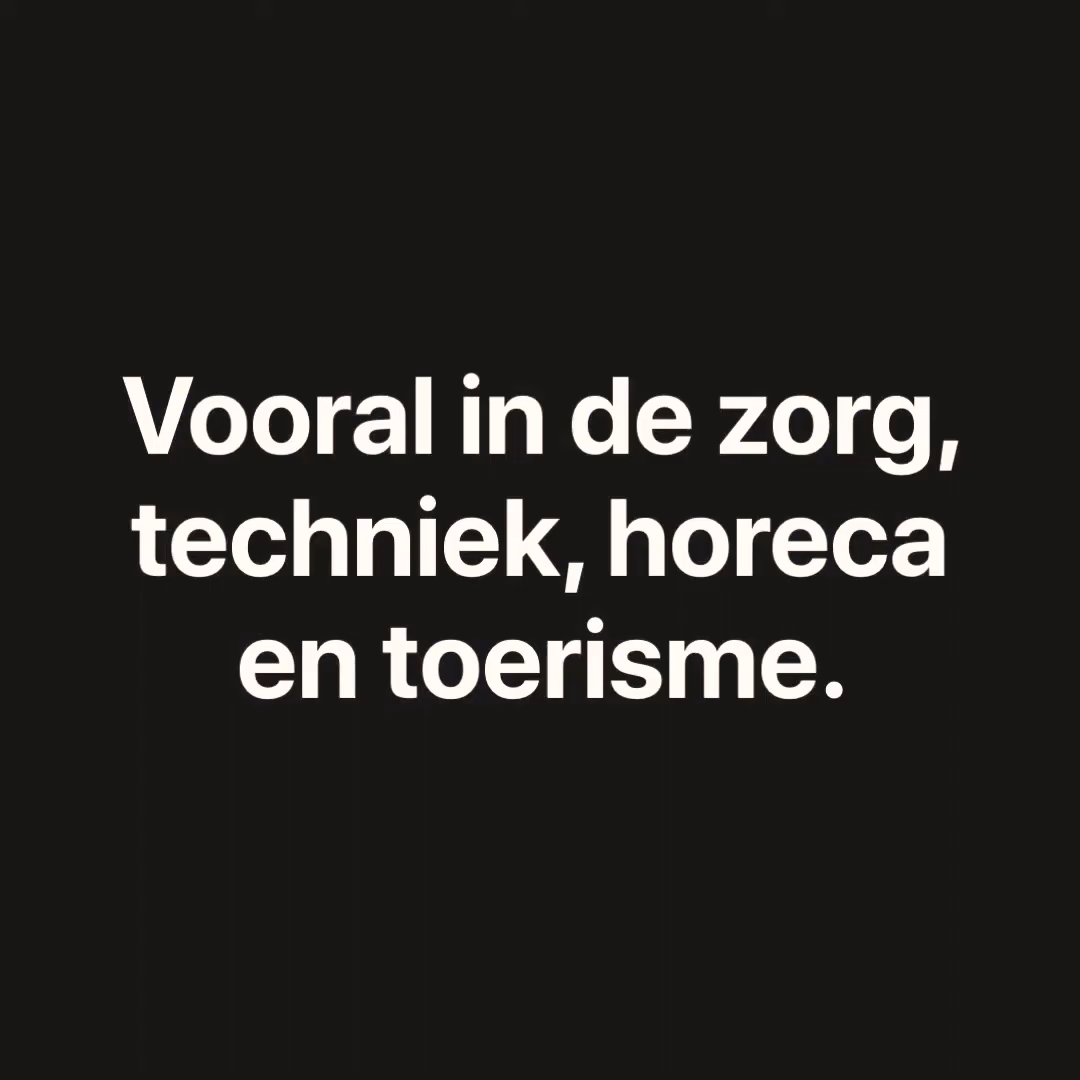 Vooral in de zorg,
techniek, horeca
en toerisme.